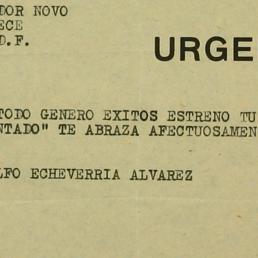 DOR NOVO
ECE
D.F.
URGE
TODO GENERO EXITOS ESTRENO TU
NTADO" TE ABRAZA AFECTUOSAMEN
LFO ECHEVERRIA ALVAREZ